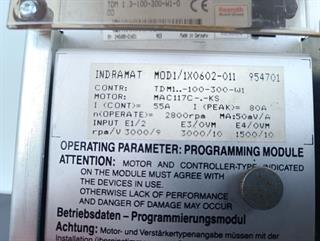 TDM 1.3-100-300-W1-0
Rexroth
INDRAMAT MOD1/1X0602-011 954701
CONTR: TDM1..-100-300-W1
MOTOR: MAC117C-.-KS
I (CONT)= 55A I (PEAK)= 80A
n(OPERATE)= 2800rpm MA:50mV/A
INPUT E1/2 E3/OVM E4/OVM
rpm/V 3000/9 3000/10 1500/10
OPERATING PARAMETER: PROGRAMMING MODULE
ATTENTION: MOTOR AND CONTROLLER-TYPE INDICATED
ON THE MODULE MUST AGREE WITH
THE DEVICES IN USE.
OTHERWISE LACK OF PERFORMANCE
AND DANGER OF DAMAGE MAY OCCUR
Betriebsdaten - Programmierungsmodul
Achtung: Motor- und Verstärkertypenangabe müssen mit der